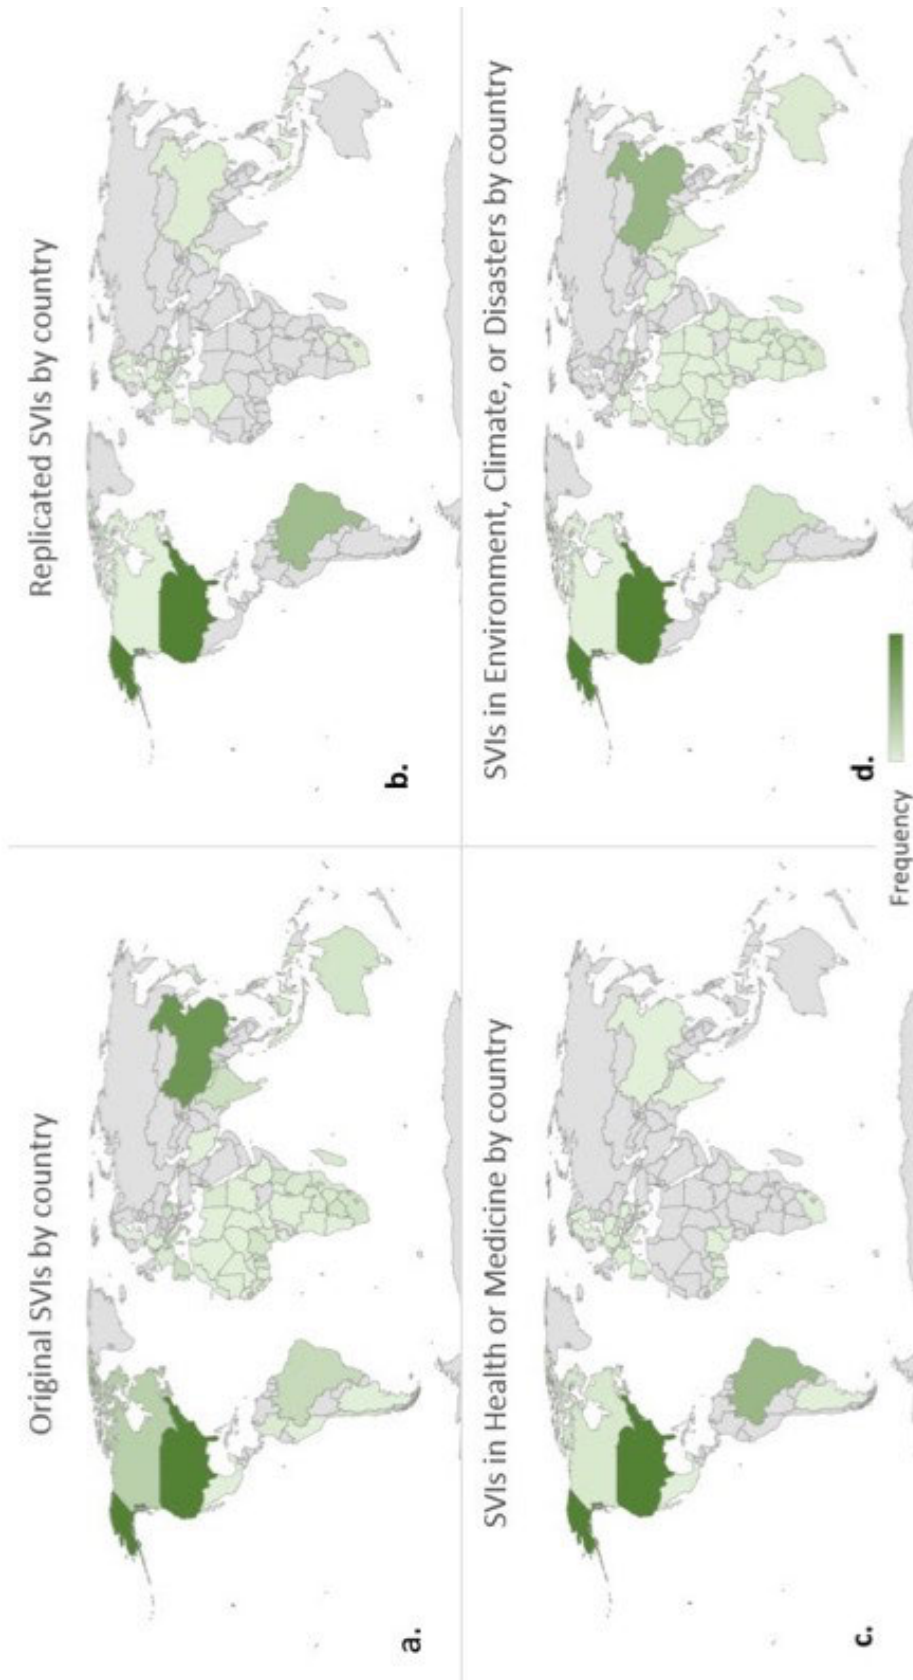 Original SVIs by country
a.
Replicated SVIs by country
b.
SVIs in Health or Medicine by country
c.
SVIs in Environment, Climate, or Disasters by country
d.
Frequency